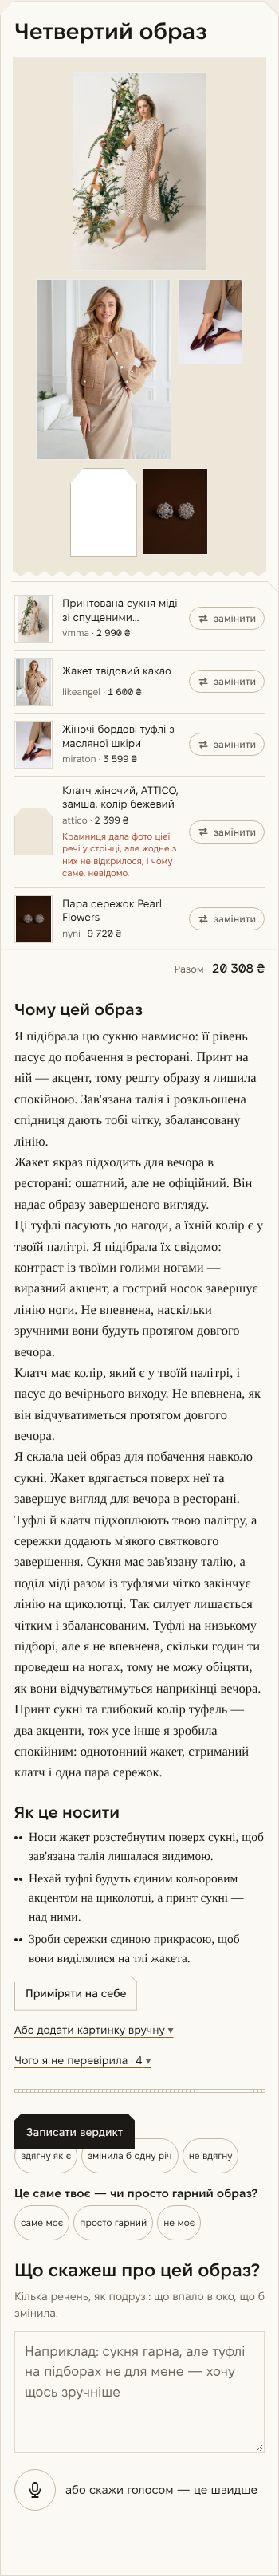 Четвертий образ
Принтована сукня міді
зі спущеними...
vmma · 2 990 ₴
замінити
Жакет твідовий какао
likeangel · 1 600 ₴
замінити
Жіночі бордові туфлі з
масляної шкіри
miraton · 3 599 ₴
замінити
Клатч жіночий, ATTICO,
замша, колір бежевий
attico · 2 399 ₴
Крамниця дала фото цієї
речі у стрічці, але жодне з
них не відкрилося, і чому
саме, невідомо.
замінити
Пара сережок Pearl
Flowers
nyni · 9 720 ₴
замінити
Разом 20 308 ₴
Чому цей образ
Я підібрала цю сукню навмисно: її рівень
пасує до побачення в ресторані. Принт на
ній — акцент, тому решту образу я лишила
спокійною. Зав'язана талія і розкльошена
спідниця дають тобі чітку, збалансовану
лінію.
Жакет якраз підходить для вечора в
ресторані: ошатний, але не офіційний. Він
надає образу завершеного вигляду.
Ці туфлі пасують до нагоди, а їхній колір є у
твоїй палітрі. Я підібрала їх свідомо:
контраст із твоїми голими ногами —
виразний акцент, а гострий носок завершує
лінію ноги. Не впевнена, наскільки
зручними вони будуть протягом довгого
вечора.
Клатч має колір, який є у твоїй палітрі, і
пасує до вечірнього виходу. Не впевнена, як
він відчуватиметься протягом довгого
вечора.
Я склала цей образ для побачення навколо
сукні. Жакет вдягається поверх неї та
завершує вигляд для вечора в ресторані.
Туфлі й клатч підхоплюють твою палітру, а
сережки додають м'якого святкового
завершення. Сукня має зав'язану талію, а
поділ міді разом із туфлями чітко закінчує
лінію на щиколотці. Так силует лишається
чітким і збалансованим. Туфлі на низькому
підборі, але я не впевнена, скільки годин ти
проведеш на ногах, тому не можу обіцяти,
як вони відчуватимуться наприкінці вечора.
Принт сукні та глибокий колір туфель —
два акценти, тож усе інше я зробила
спокійним: однотонний жакет, стриманий
клатч і одна пара сережок.
Як це носити
Носи жакет розстебнутим поверх сукні, щоб
зав'язана талія лишалася видимою.
Нехай туфлі будуть єдиним кольоровим
акцентом на щиколотці, а принт сукні —
над ними.
Зроби сережки єдиною прикрасою, щоб
вони виділялися на тлі жакета.
Приміряти на себе
Або додати картинку вручну ▾
Чого я не перевірила · 4 ▾
Записати вердикт
вдягну як є
змінила б одну річ
не вдягну
Це саме твоє — чи просто гарний образ?
саме моє
просто гарний
не моє
Що скажеш про цей образ?
Кілька речень, як подрузі: що впало в око, що б
змінила.
Наприклад: сукня гарна, але туфлі
на підборах не для мене — хочу
щось зручніше
або скажи голосом — це швидше